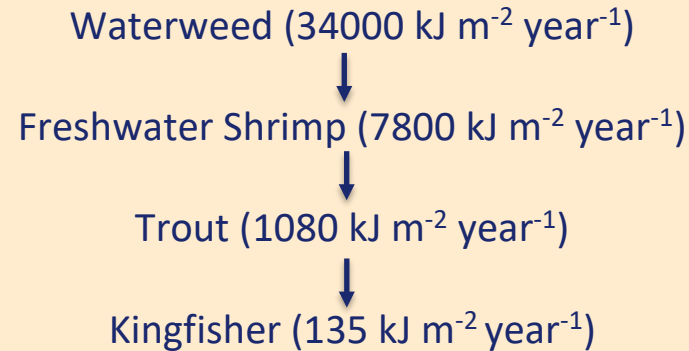 Waterweed (34000 kJ m⁻² year⁻¹)
Freshwater Shrimp (7800 kJ m⁻² year⁻¹)
Trout (1080 kJ m⁻² year⁻¹)
Kingfisher (135 kJ m⁻² year⁻¹)